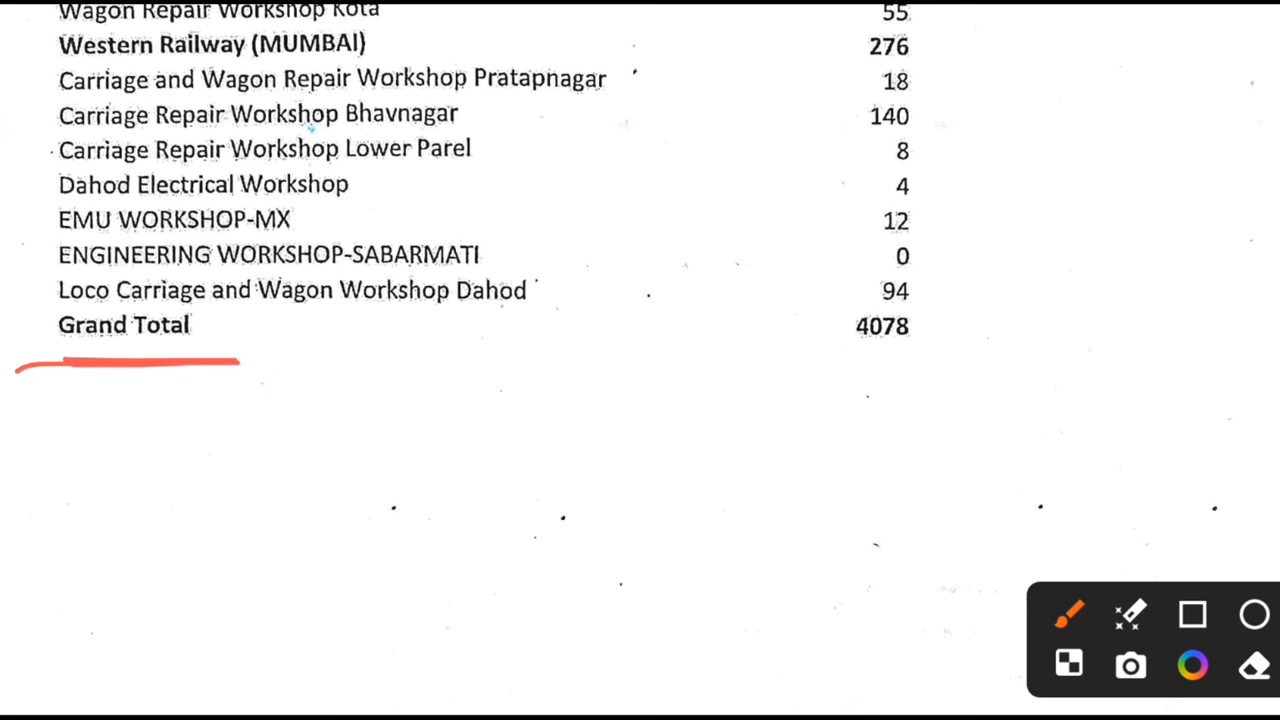 Wagon Repair Workshop Kota 55
Western Railway (MUMBAI) 276
Carriage and Wagon Repair Workshop Pratapnagar 18
Carriage Repair Workshop Bhavnagar 140
Carriage Repair Workshop Lower Parel 8
Dahod Electrical Workshop 4
EMU WORKSHOP-MX 12
ENGINEERING WORKSHOP-SABARMATI 0
Loco Carriage and Wagon Workshop Dahod 94
Grand Total 4078